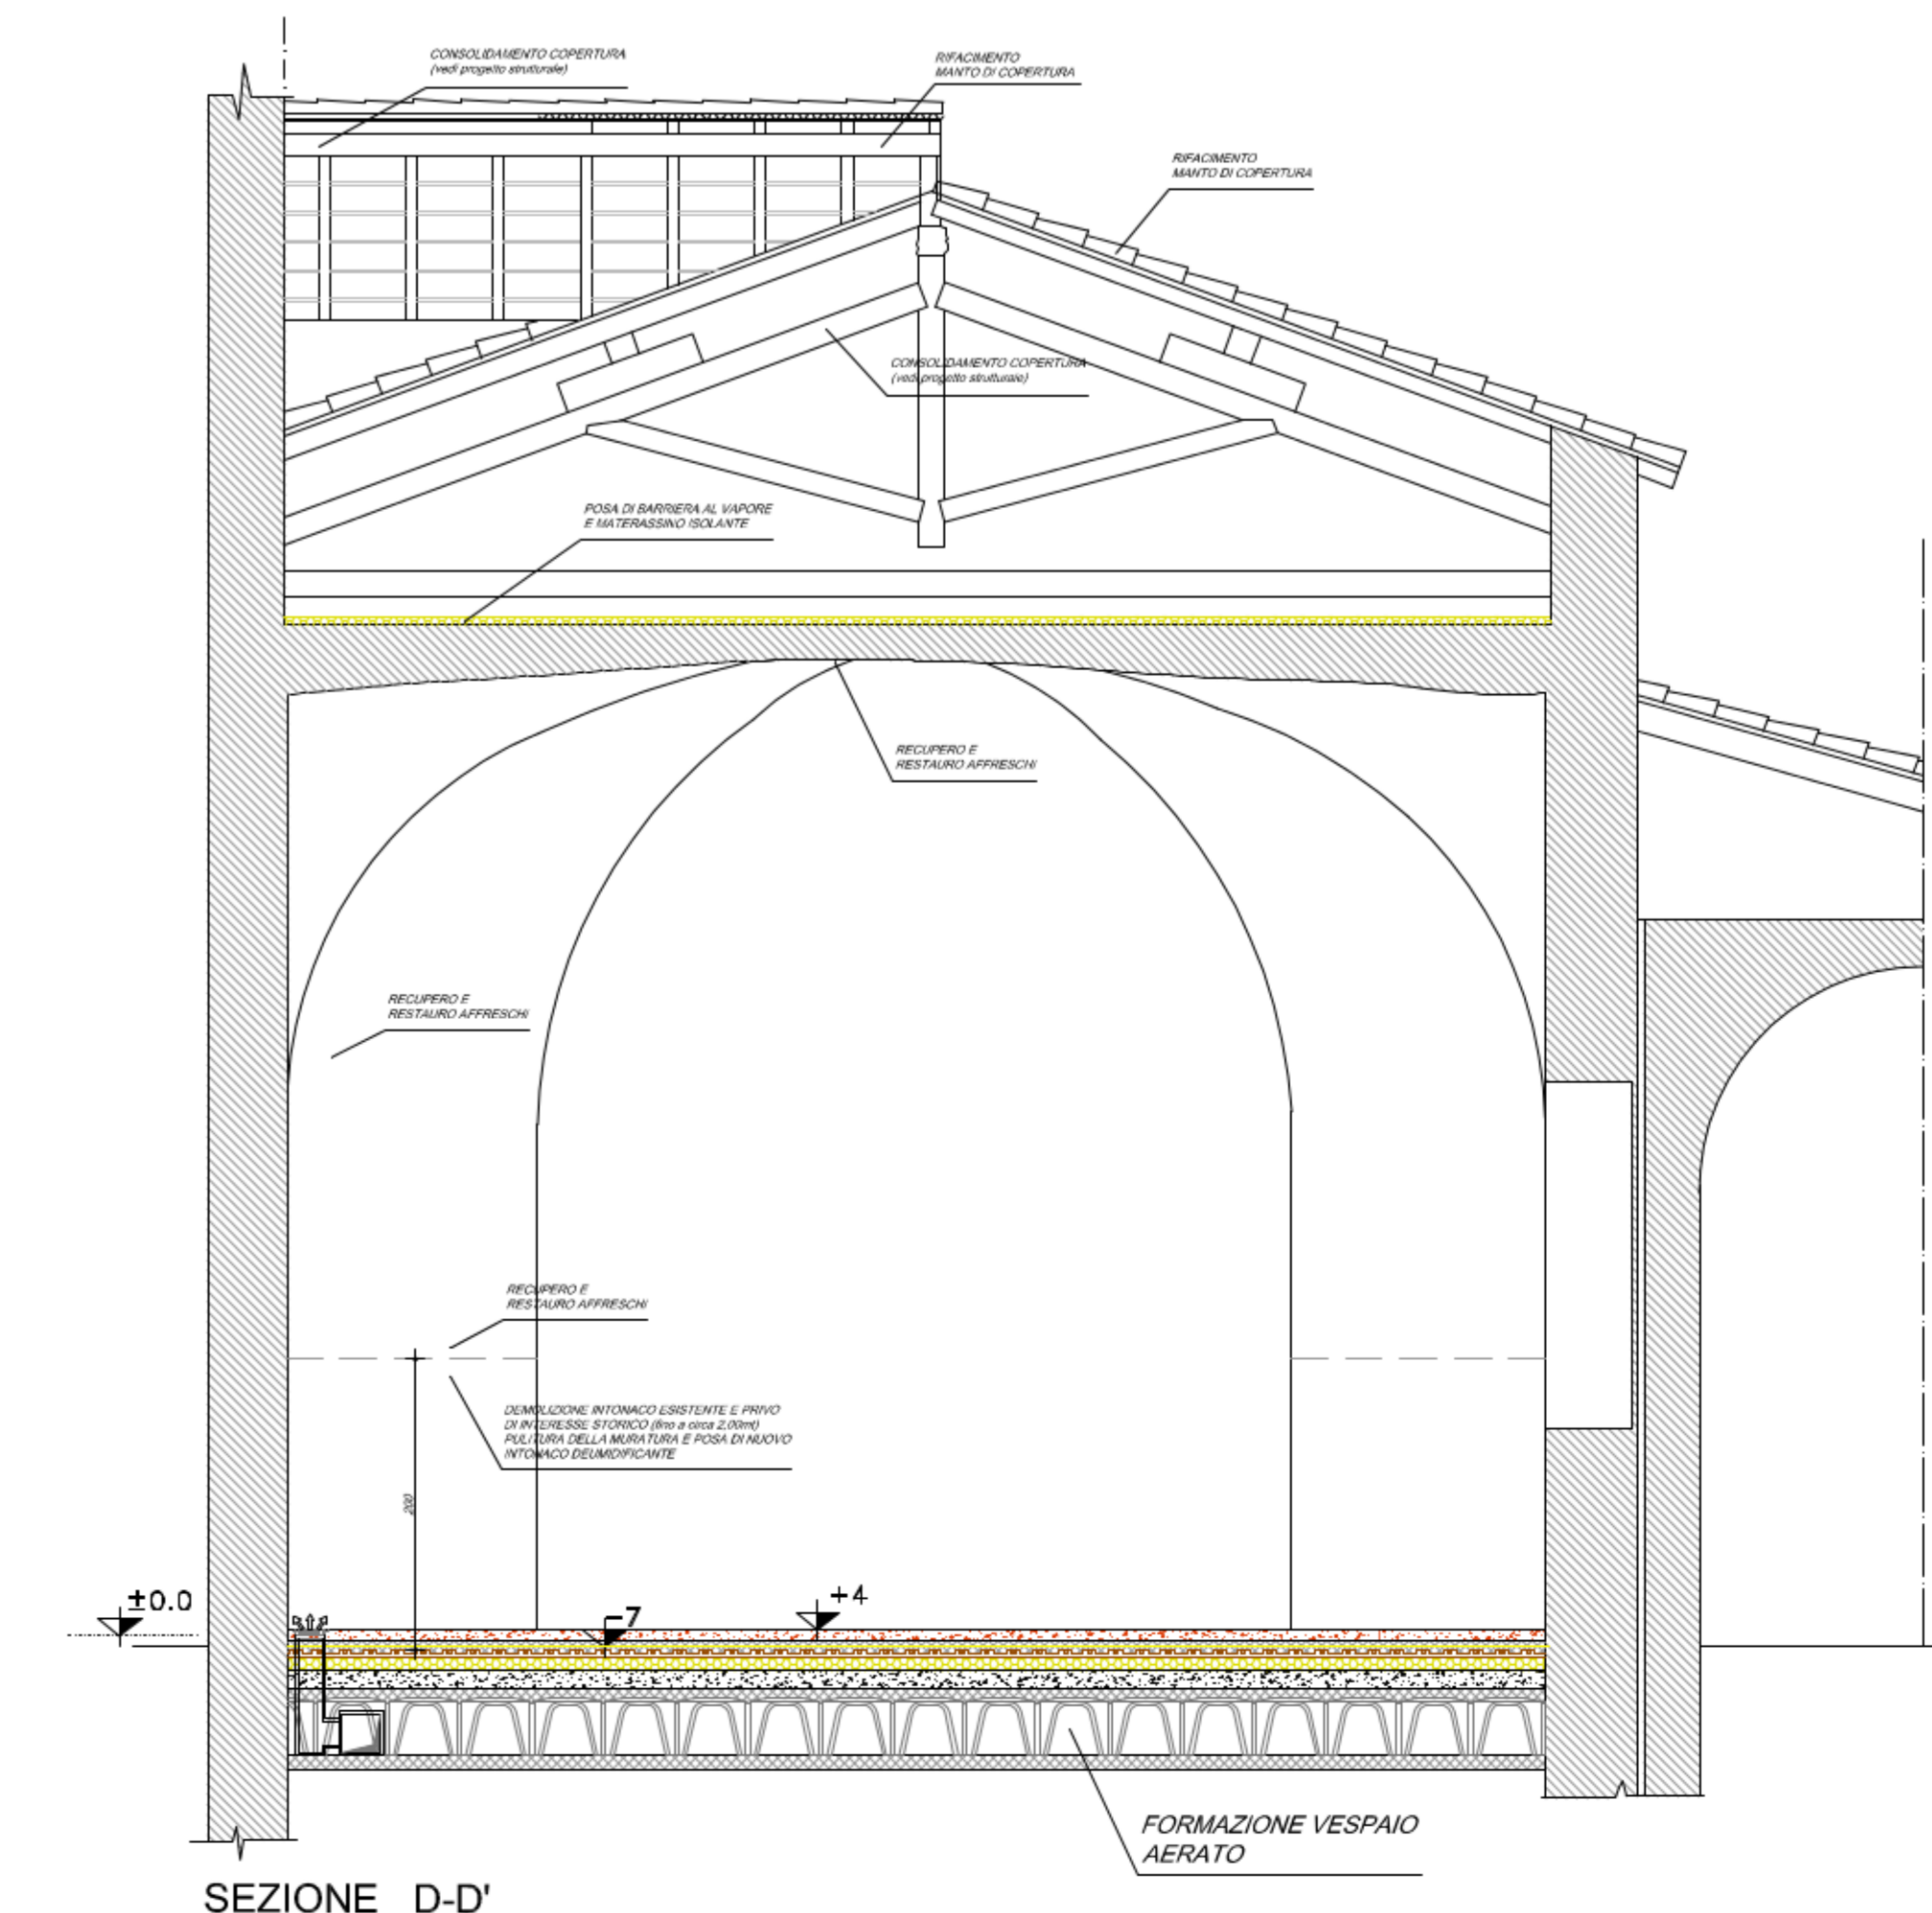 CONSOLIDAMENTO COPERTURA
(vedi progetto strutturale)
RIFACIMENTO
MANTO DI COPERTURA
RIFACIMENTO
MANTO DI COPERTURA
CONSOLIDAMENTO COPERTURA
(vedi progetto strutturale)
POSA DI BARRIERA AL VAPORE
E MATERASSINO ISOLANTE
RECUPERO E
RESTAURO AFFRESCHI
RECUPERO E
RESTAURO AFFRESCHI
RECUPERO E
RESTAURO AFFRESCHI
DEMOLIZIONE INTONACO ESISTENTE E PRIVO
DI INTERESSE STORICO (fino a circa 2,00mt)
PULITURA DELLA MURATURA E POSA DI NUOVO
INTONACO DEUMIDIFICANTE
200
±0.0
-7
+4
FORMAZIONE VESPAIO
AERATO
SEZIONE D-D'